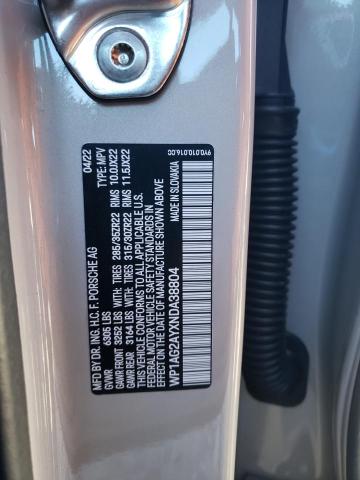 MFD. BY DR. ING. H.C. F. PORSCHE AG 04/22
GVWR 6305 LBS TYPE: MPV
GAWR FRONT 3252 LBS WITH: TIRES 285/35ZR22 RIMS 10.0JX22
GAWR REAR 3164 LBS WITH: TIRES 315/30ZR22 RIMS 11.5JX22
THIS VEHICLE CONFORMS TO ALL APPLICABLE U.S.
FEDERAL MOTOR VEHICLE SAFETY STANDARDS IN
EFFECT ON THE DATE OF MANUFACTURE SHOWN ABOVE
WP1AG2AYXNDA38804 MADE IN SLOVAKIA
9Y0.010.016.CC